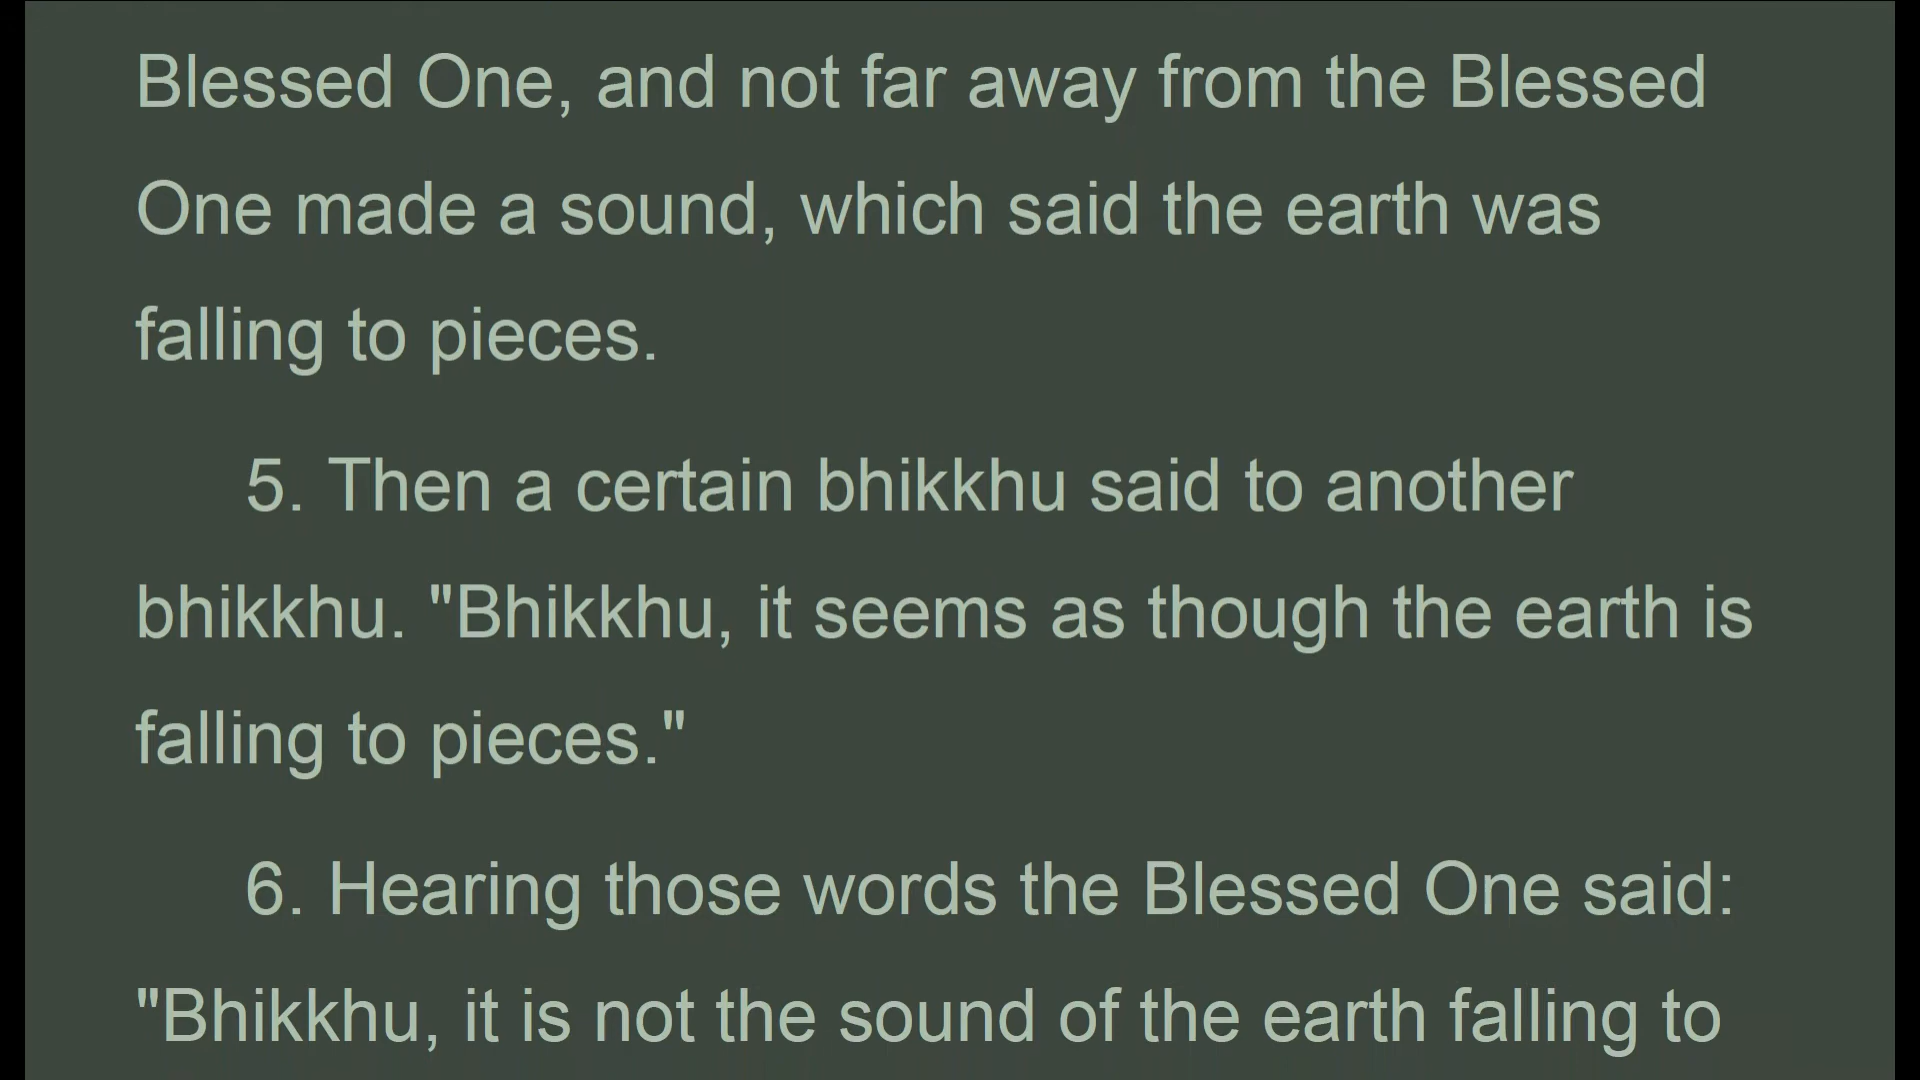 Blessed One, and not far away from the Blessed
One made a sound, which said the earth was
falling to pieces.
5. Then a certain bhikkhu said to another
bhikkhu. "Bhikkhu, it seems as though the earth is
falling to pieces."
6. Hearing those words the Blessed One said:
"Bhikkhu, it is not the sound of the earth falling to